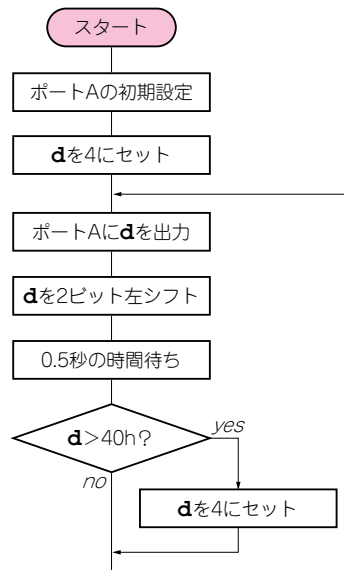 スタート
ポートAの初期設定
dを4にセット
ポートAにdを出力
dを2ビット左シフト
0.5秒の時間待ち
d>40h?
yes
no
dを4にセット